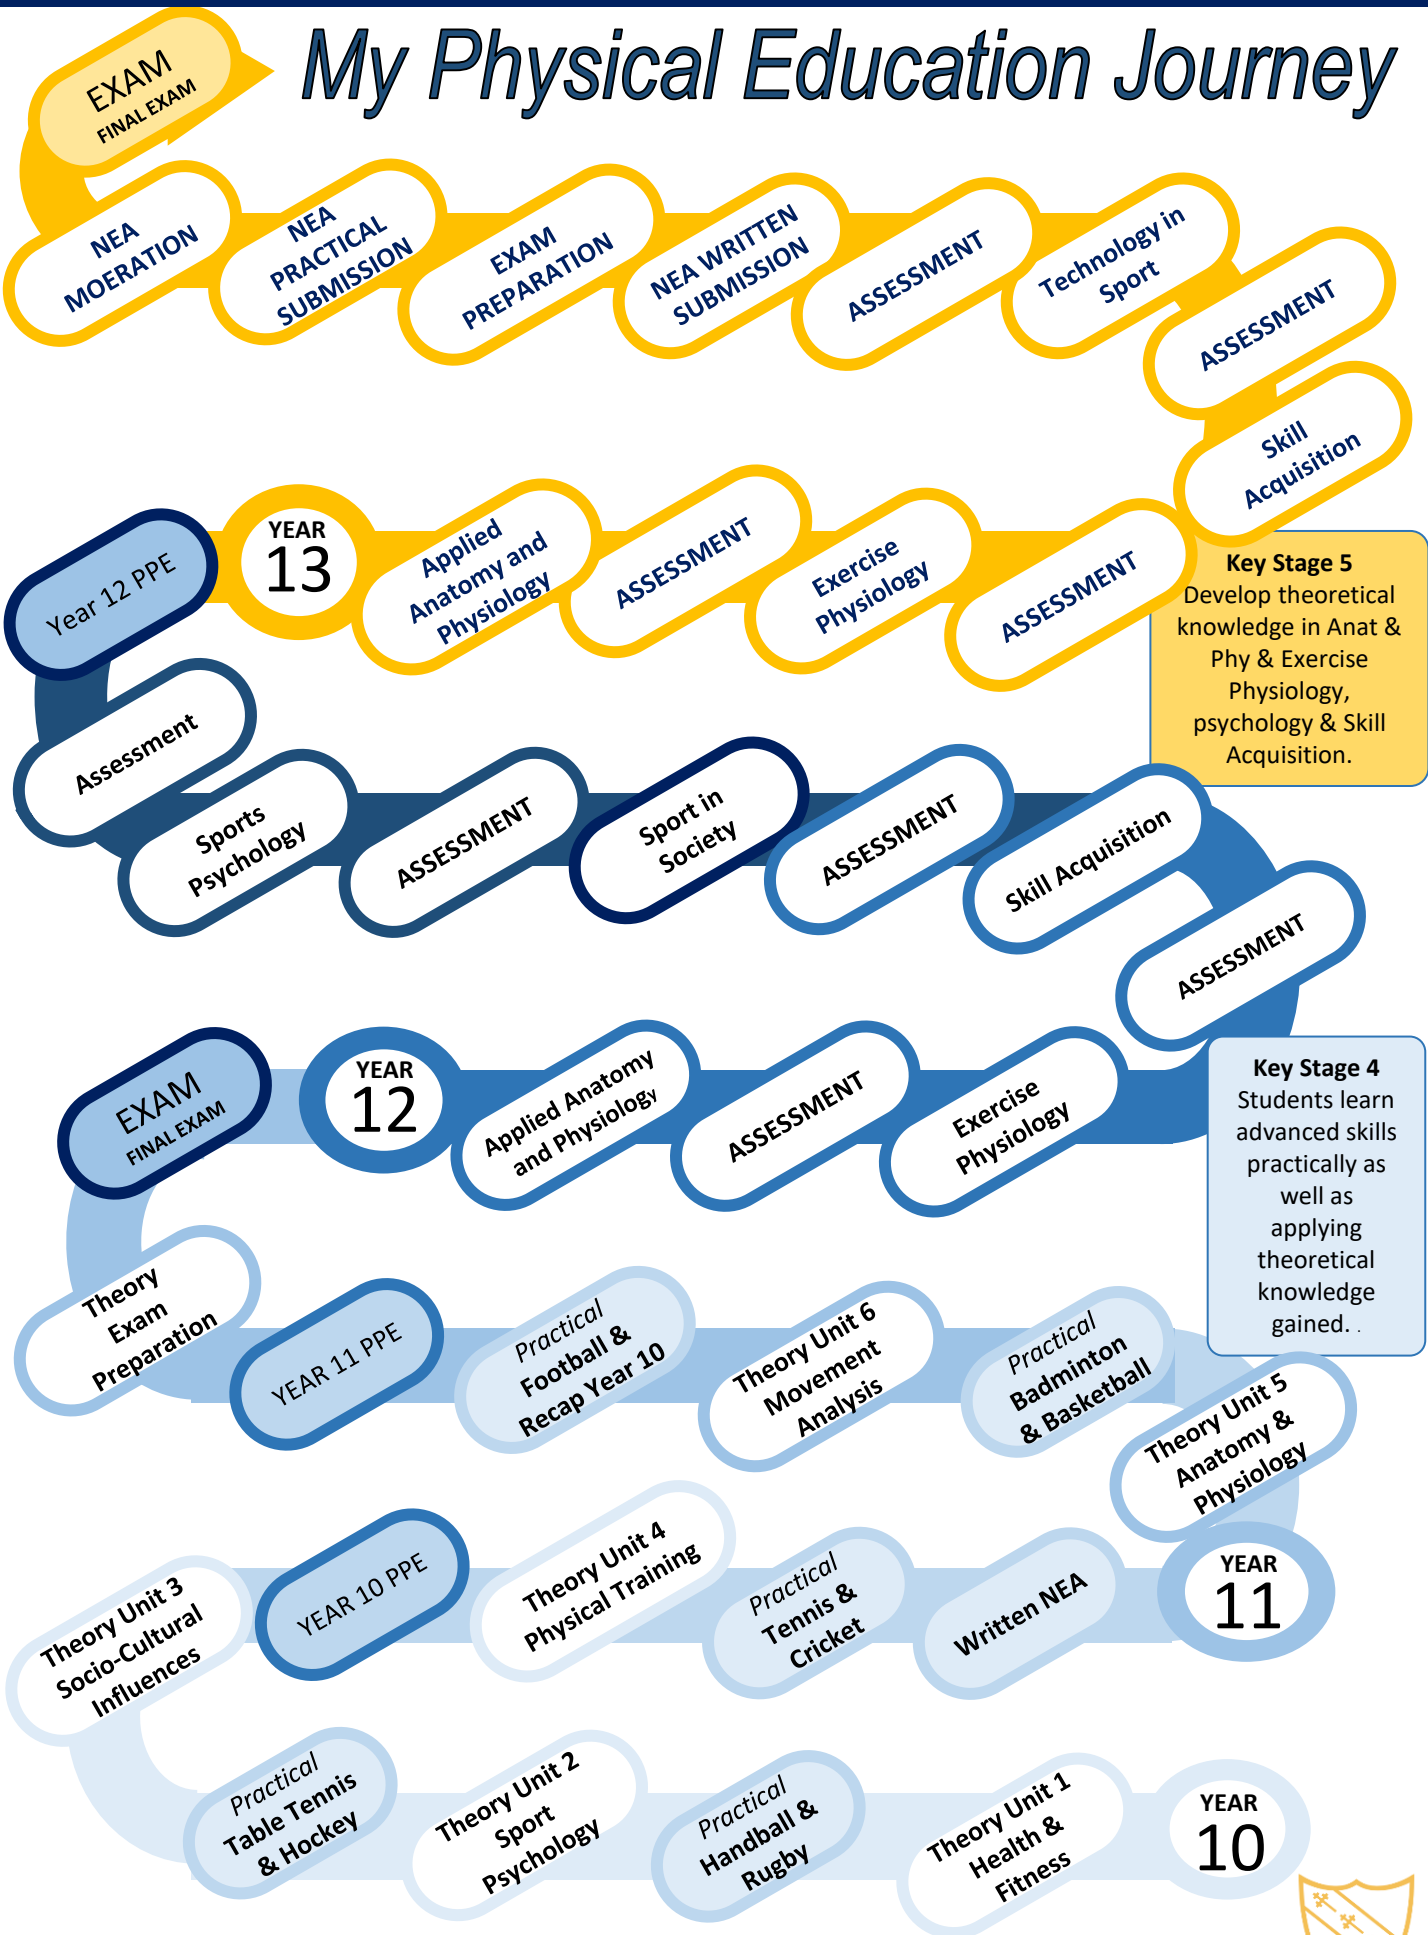 My Physical Education Journey
EXAM
FINAL EXAM
NEA
MOERATION
NEA
PRACTICAL
SUBMISSION
EXAM
PREPARATION
NEA WRITTEN
SUBMISSION
ASSESSMENT
Technology in
Sport
ASSESSMENT
Skill
Acquisition
Year 12 PPE
YEAR
13
Applied
Anatomy and
Physiology
ASSESSMENT
Exercise
Physiology
ASSESSMENT
Key Stage 5
Develop theoretical
knowledge in Anat &
Phy & Exercise
Physiology,
psychology & Skill
Acquisition.
Assessment
Sports
Psychology
ASSESSMENT
Sport in
Society
ASSESSMENT
Skill Acquisition
ASSESSMENT
EXAM
FINAL EXAM
YEAR
12
Applied Anatomy
and Physiology
ASSESSMENT
Exercise
Physiology
Key Stage 4
Students learn
advanced skills
practically as
well as
applying
theoretical
knowledge
gained. .
Theory
Exam
Preparation
YEAR 11 PPE
Practical
Football &
Recap Year 10
Theory Unit 6
Movement
Analysis
Practical
Badminton
& Basketball
Theory Unit 5
Anatomy &
Physiology
Theory Unit 3
Socio-Cultural
Influences
YEAR 10 PPE
Theory Unit 4
Physical Training
Practical
Tennis &
Cricket
Written NEA
YEAR
11
Practical
Table Tennis
& Hockey
Theory Unit 2
Sport
Psychology
Practical
Handball &
Rugby
Theory Unit 1
Health &
Fitness
YEAR
10